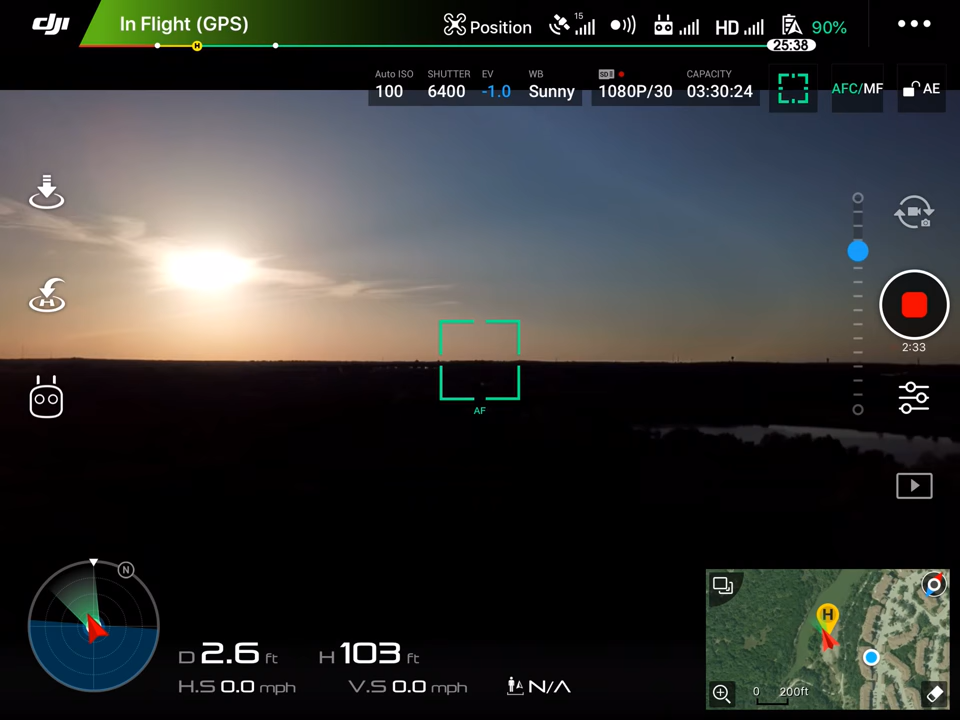 dji In Flight (GPS) Position 15 HD 90%
H 25:38
Auto ISO SHUTTER EV WB SD CAPACITY
100 6400 -1.0 Sunny 1080P/30 03:30:24 AFC/MF AE
H
2:33
AF
N
H
D 2.6 ft H 103 ft
H.S 0.0 mph V.S 0.0 mph N/A
0 200ft